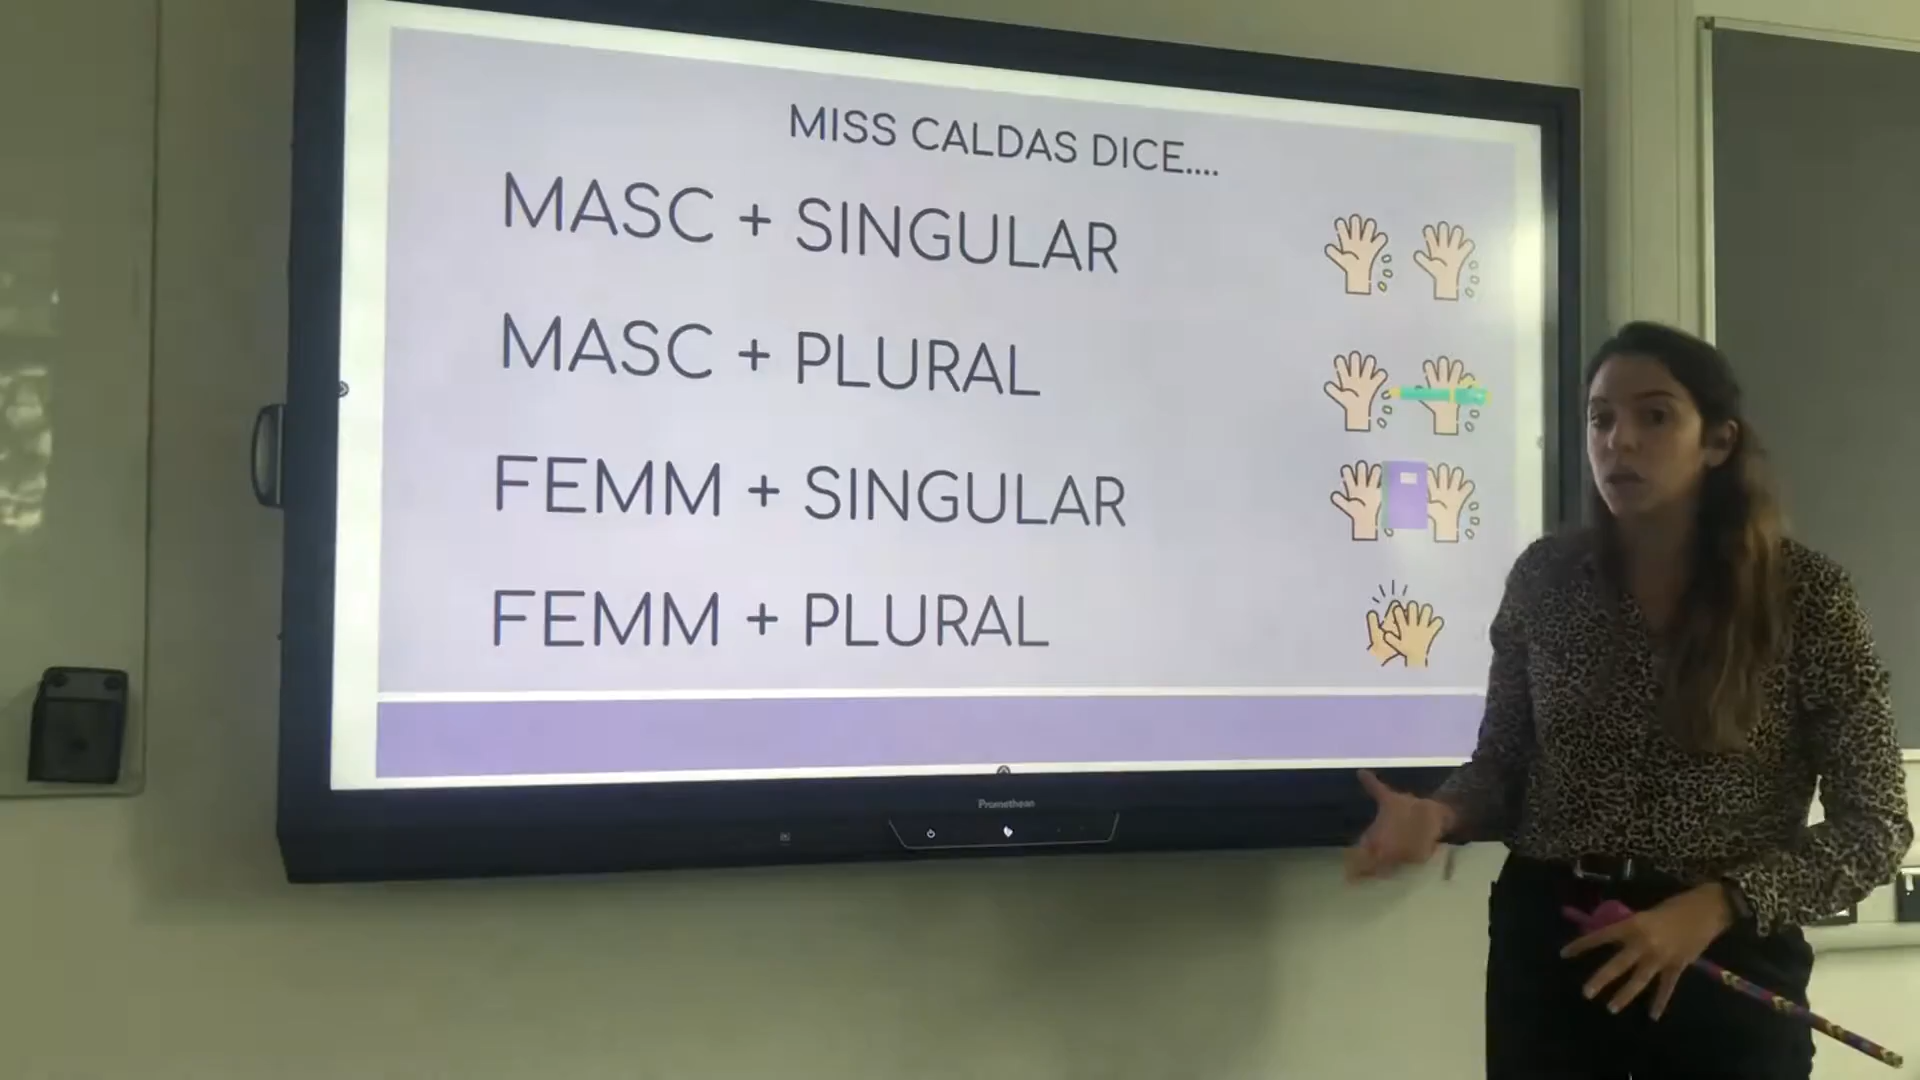 MISS CALDAS DICE....
MASC + SINGULAR
MASC + PLURAL
FEMM + SINGULAR
FEMM + PLURAL
Promethean